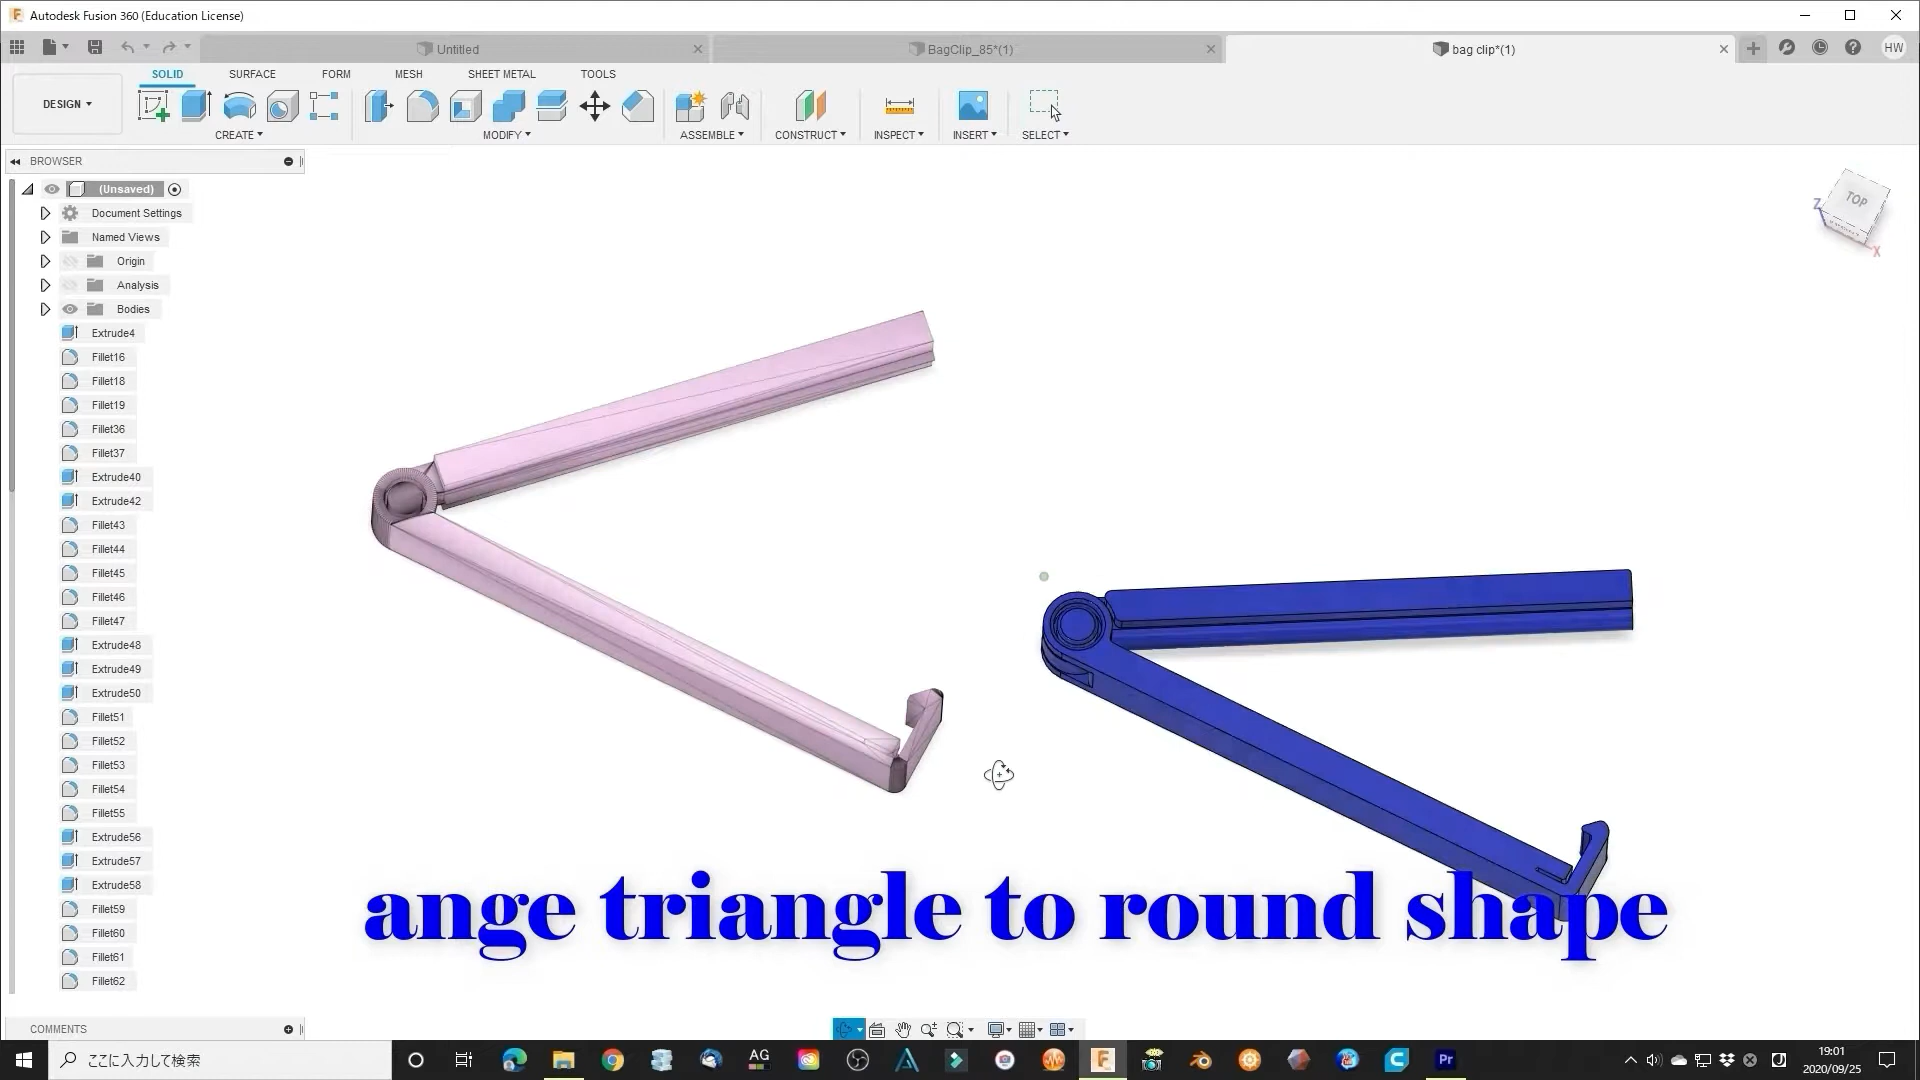 Autodesk Fusion 360 (Education License)
Untitled
BagClip_85*(1)
bag clip*(1)
HW
DESIGN
SOLID
SURFACE
FORM
MESH
SHEET METAL
TOOLS
CREATE
MODIFY
ASSEMBLE
CONSTRUCT
INSPECT
INSERT
SELECT
BROWSER
(Unsaved)
Document Settings
Named Views
Origin
Analysis
Bodies
Extrude4
Fillet16
Fillet18
Fillet19
Fillet36
Fillet37
Extrude40
Extrude42
Fillet43
Fillet44
Fillet45
Fillet46
Fillet47
Extrude48
Extrude49
Extrude50
Fillet51
Fillet52
Fillet53
Fillet54
Fillet55
Extrude56
Extrude57
Extrude58
Fillet59
Fillet60
Fillet61
Fillet62
TOP
Z
X
ange triangle to round shape
COMMENTS
ここに入力して検索
AG
Pr
19:01
2020/09/25